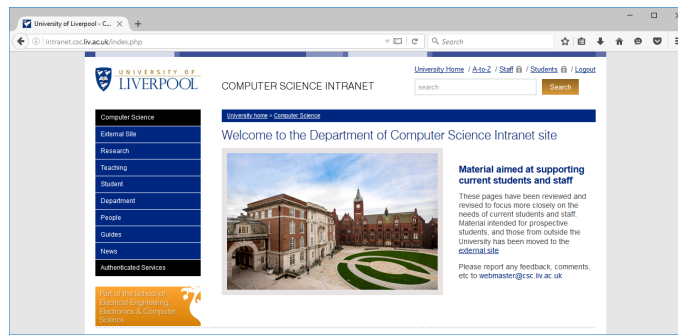 University of Liverpool - C...
intranet.csc.liv.ac.uk/index.php
Search
University Home / A-to-Z / Staff / Students / Logout
UNIVERSITY OF
LIVERPOOL
COMPUTER SCIENCE INTRANET
search
Search
Computer Science
External Site
Research
Teaching
Student
Department
People
Guides
News
Authenticated Services
Part of the School of
Electrical Engineering,
Electronics & Computer
Science
University home > Computer Science
Welcome to the Department of Computer Science Intranet site
Material aimed at supporting
current students and staff
These pages have been reviewed and
revised to focus more closely on the
needs of current students and staff.
Material intended for prospective
students, and those from outside the
University has been moved to the
external site
Please report any feedback, comments,
etc to webmaster@csc.liv.ac.uk